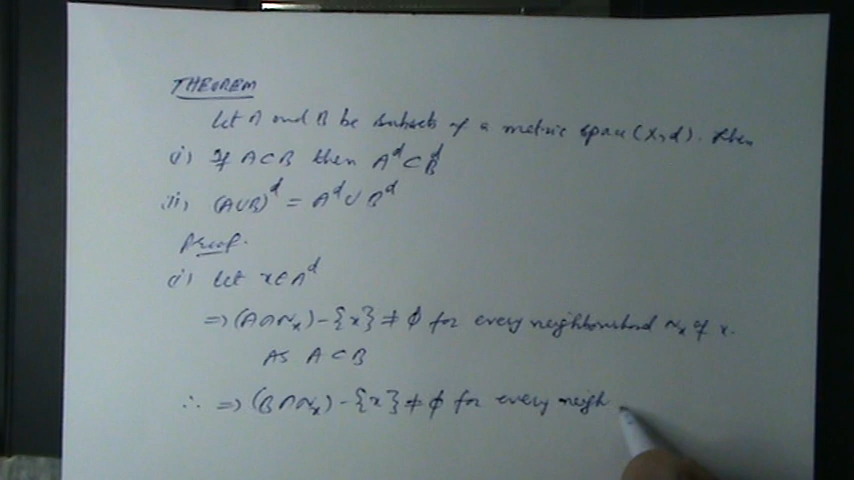 THEOREM
Let A and B be subsets of a metric space (X,d). Then
(i) If A⊂B then A^d ⊂ B^d
(ii) (A∪B)^d = A^d ∪ B^d
Proof.
(i) Let x∈A^d
⇒ (A∩N_x) - {x} ≠ ϕ for every neighbourhood N_x of x.
As A⊂B
∴ ⇒ (B∩N_x) - {x} ≠ ϕ for every neigh